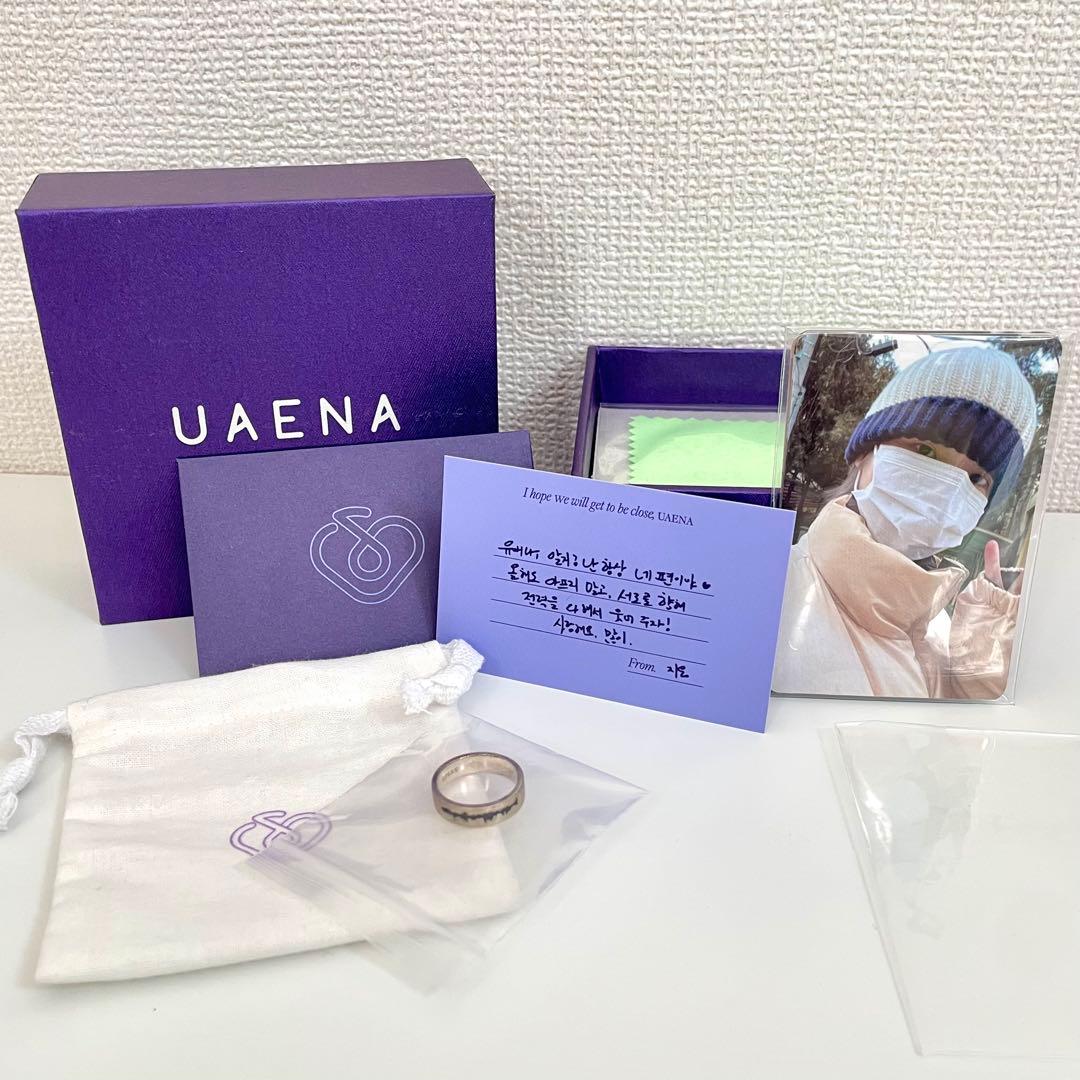 UAENA
I hope we will get to be close, UAENA
유애나, 알지? 난 항상 네 편이야
올해도 아프지 말고, 서로를 향해
전력을 다해서 웃어 주자!
사랑해요. 많이.
From. 지은